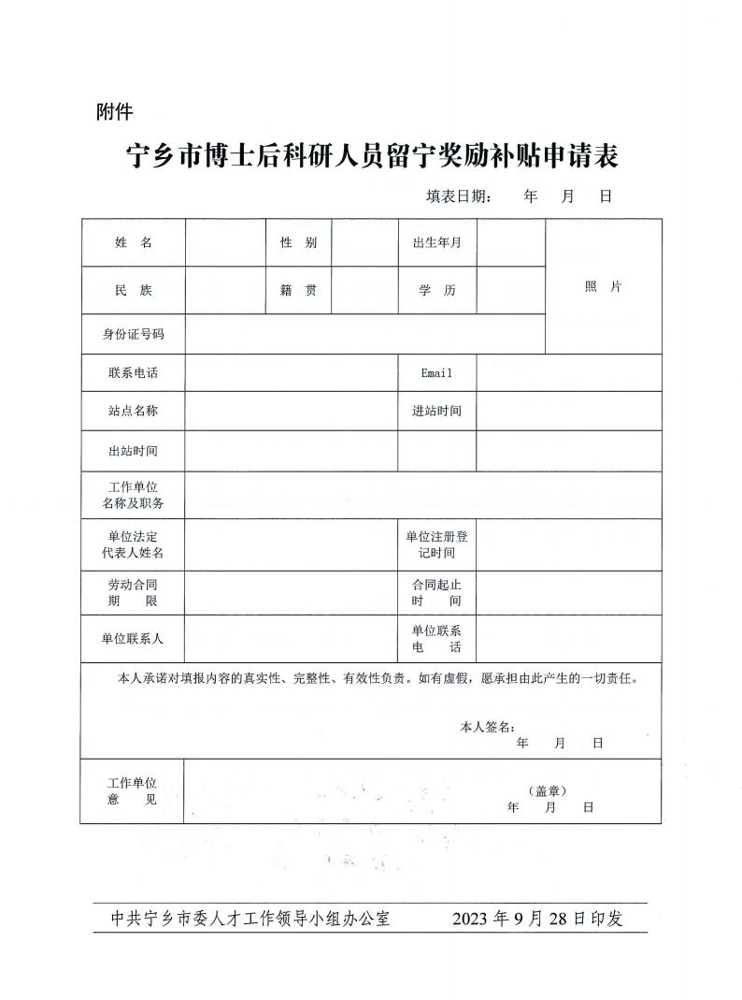 附件
宁乡市博士后科研人员留宁奖励补贴申请表
填表日期： 年 月 日
姓 名 性 别 出生年月
照 片
民 族 籍 贯 学 历
身份证号码
联系电话 Email
站点名称 进站时间
出站时间
工作单位
名称及职务
单位法定
代表人姓名
单位注册登
记时间
劳动合同
期 限
合同起止
时 间
单位联系人
单位联系
电 话
本人承诺对填报内容的真实性、完整性、有效性负责。如有虚假，愿承担由此产生的一切责任。
本人签名：
年 月 日
工作单位
意 见
（盖章）
年 月 日
中共宁乡市委人才工作领导小组办公室 2023 年 9 月 28 日印发